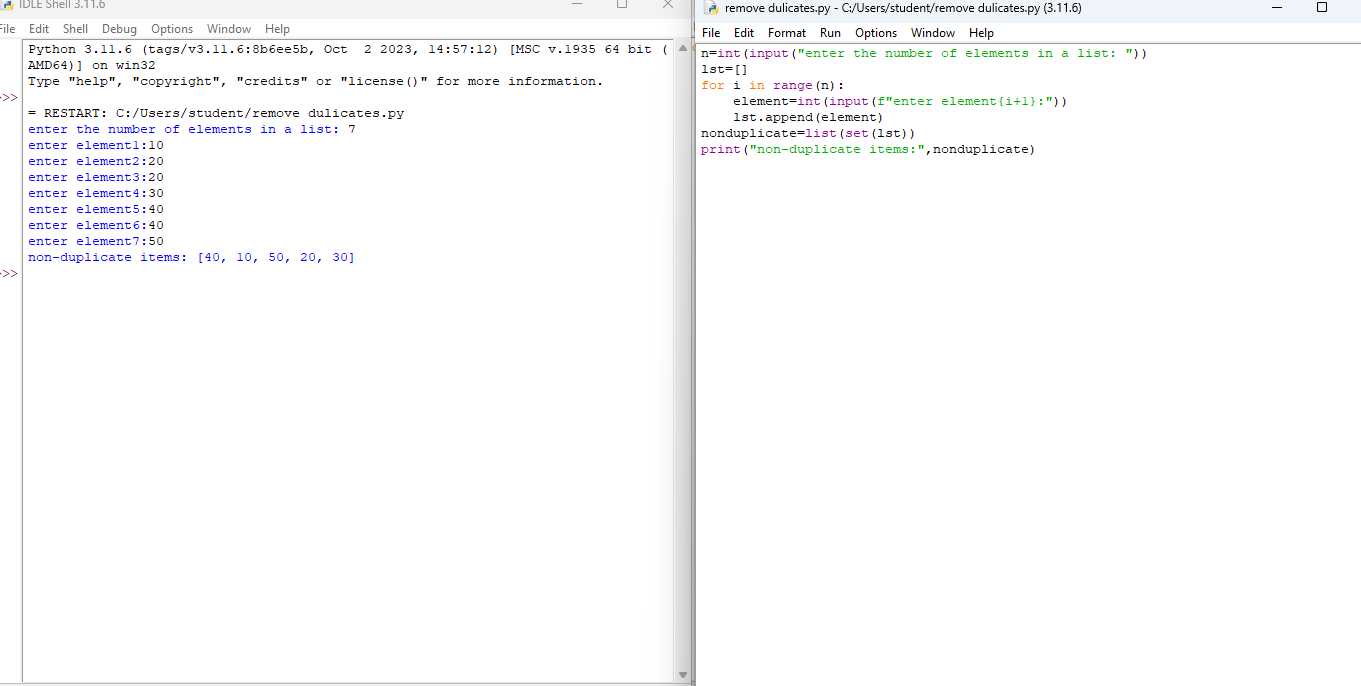 IDLE Shell 3.11.6
File Edit Shell Debug Options Window Help
Python 3.11.6 (tags/v3.11.6:8b6ee5b, Oct  2 2023, 14:57:12) [MSC v.1935 64 bit (
AMD64)] on win32
Type "help", "copyright", "credits" or "license()" for more information.
>>>
= RESTART: C:/Users/student/remove dulicates.py
enter the number of elements in a list: 7
enter element1:10
enter element2:20
enter element3:20
enter element4:30
enter element5:40
enter element6:40
enter element7:50
non-duplicate items: [40, 10, 50, 20, 30]
>>>
remove dulicates.py - C:/Users/student/remove dulicates.py (3.11.6)
File Edit Format Run Options Window Help
n=int(input("enter the number of elements in a list: "))
lst=[]
for i in range(n):
    element=int(input(f"enter element{i+1}:"))
    lst.append(element)
nonduplicate=list(set(lst))
print("non-duplicate items:",nonduplicate)